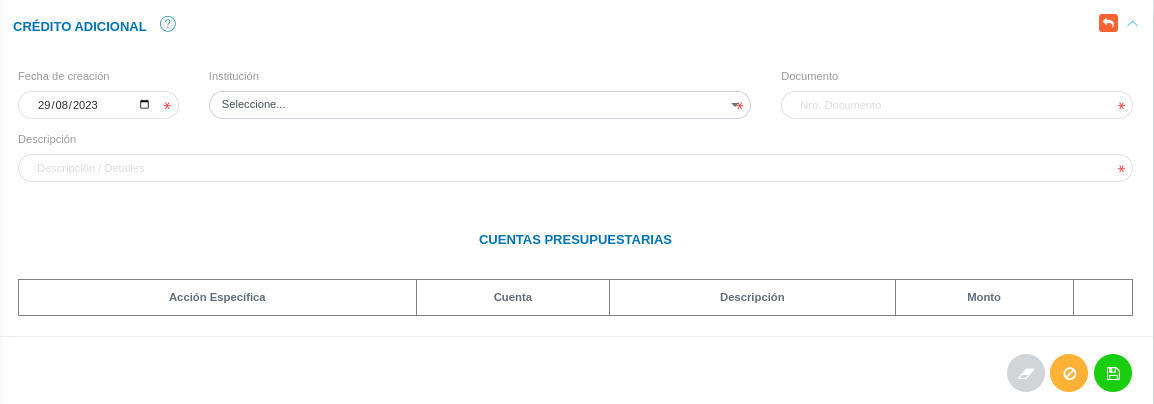 CRÉDITO ADICIONAL ?
Fecha de creación Institución Documento
29/08/2023 * Seleccione... * Nro. Documento *
Descripción
Descripción / Detalles *
CUENTAS PRESUPUESTARIAS
Acción Específica Cuenta Descripción Monto